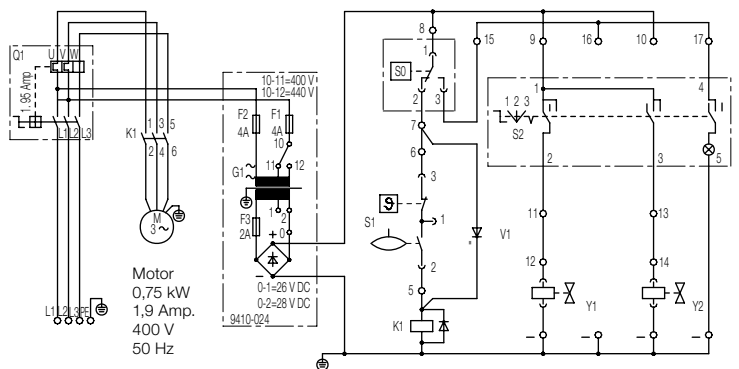 Q1
U V W
1.95 Amp.
L1 L2 L3
K1
1 3 5
2 4 6
M
3 ~
L1 L2 L3 PE
Motor
0,75 kW
1,9 Amp.
400 V
50 Hz
10-11=400 V
10-12=440 V
F2
4A
F1
4A
10
11
12
G1
1
2
F3
2A
0
+
−
0-1=26 V DC
0-2=28 V DC
9410-024
8
1
S0
2
3
7
6
3
ϑ
S1
1
2
5
K1
V1
*
15
9
16
10
17
1
4
1 2 3
S2
2
3
5
11
13
12
14
Y1
Y2
− − − −